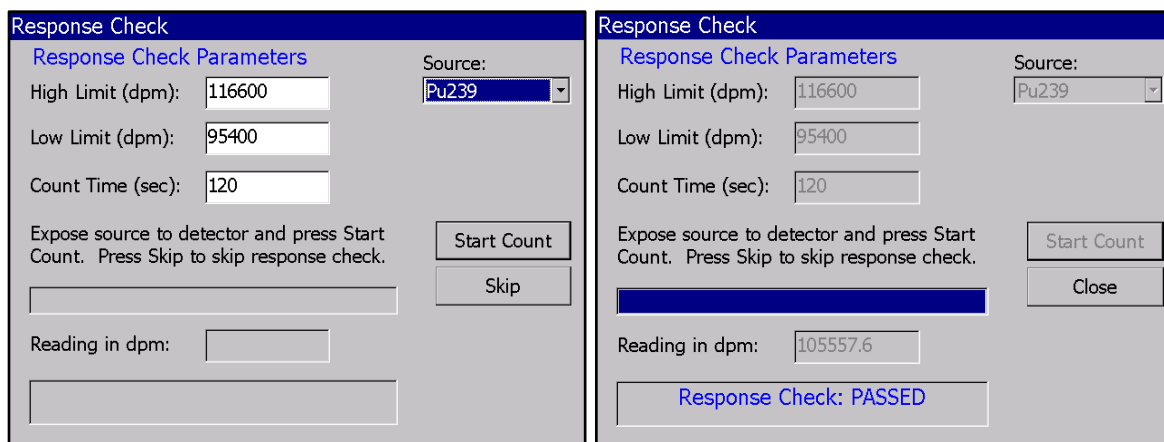 Response Check
Response Check Parameters
Source:
High Limit (dpm): 116600
Pu239
Low Limit (dpm): 95400
Count Time (sec): 120
Expose source to detector and press Start
Count. Press Skip to skip response check.
Start Count
Skip
Reading in dpm:
Response Check
Response Check Parameters
Source:
High Limit (dpm): 116600
Pu239
Low Limit (dpm): 95400
Count Time (sec): 120
Expose source to detector and press Start
Count. Press Skip to skip response check.
Start Count
Close
Reading in dpm: 105557.6
Response Check: PASSED